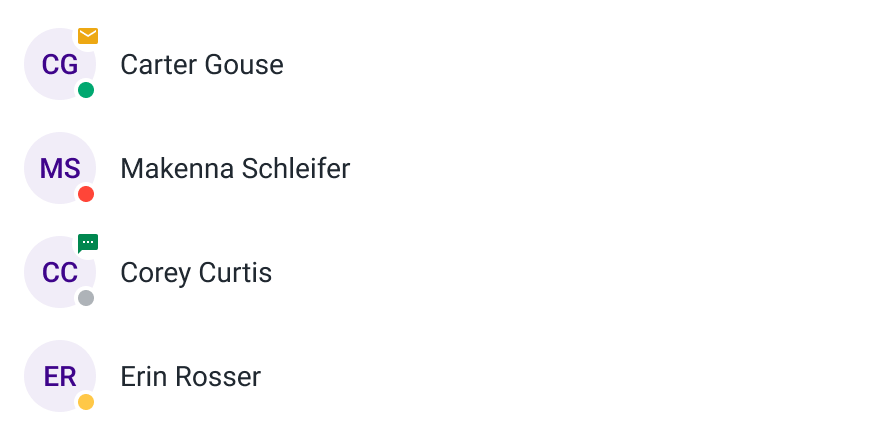 CG Carter Gouse
MS Makenna Schleifer
CC Corey Curtis
ER Erin Rosser